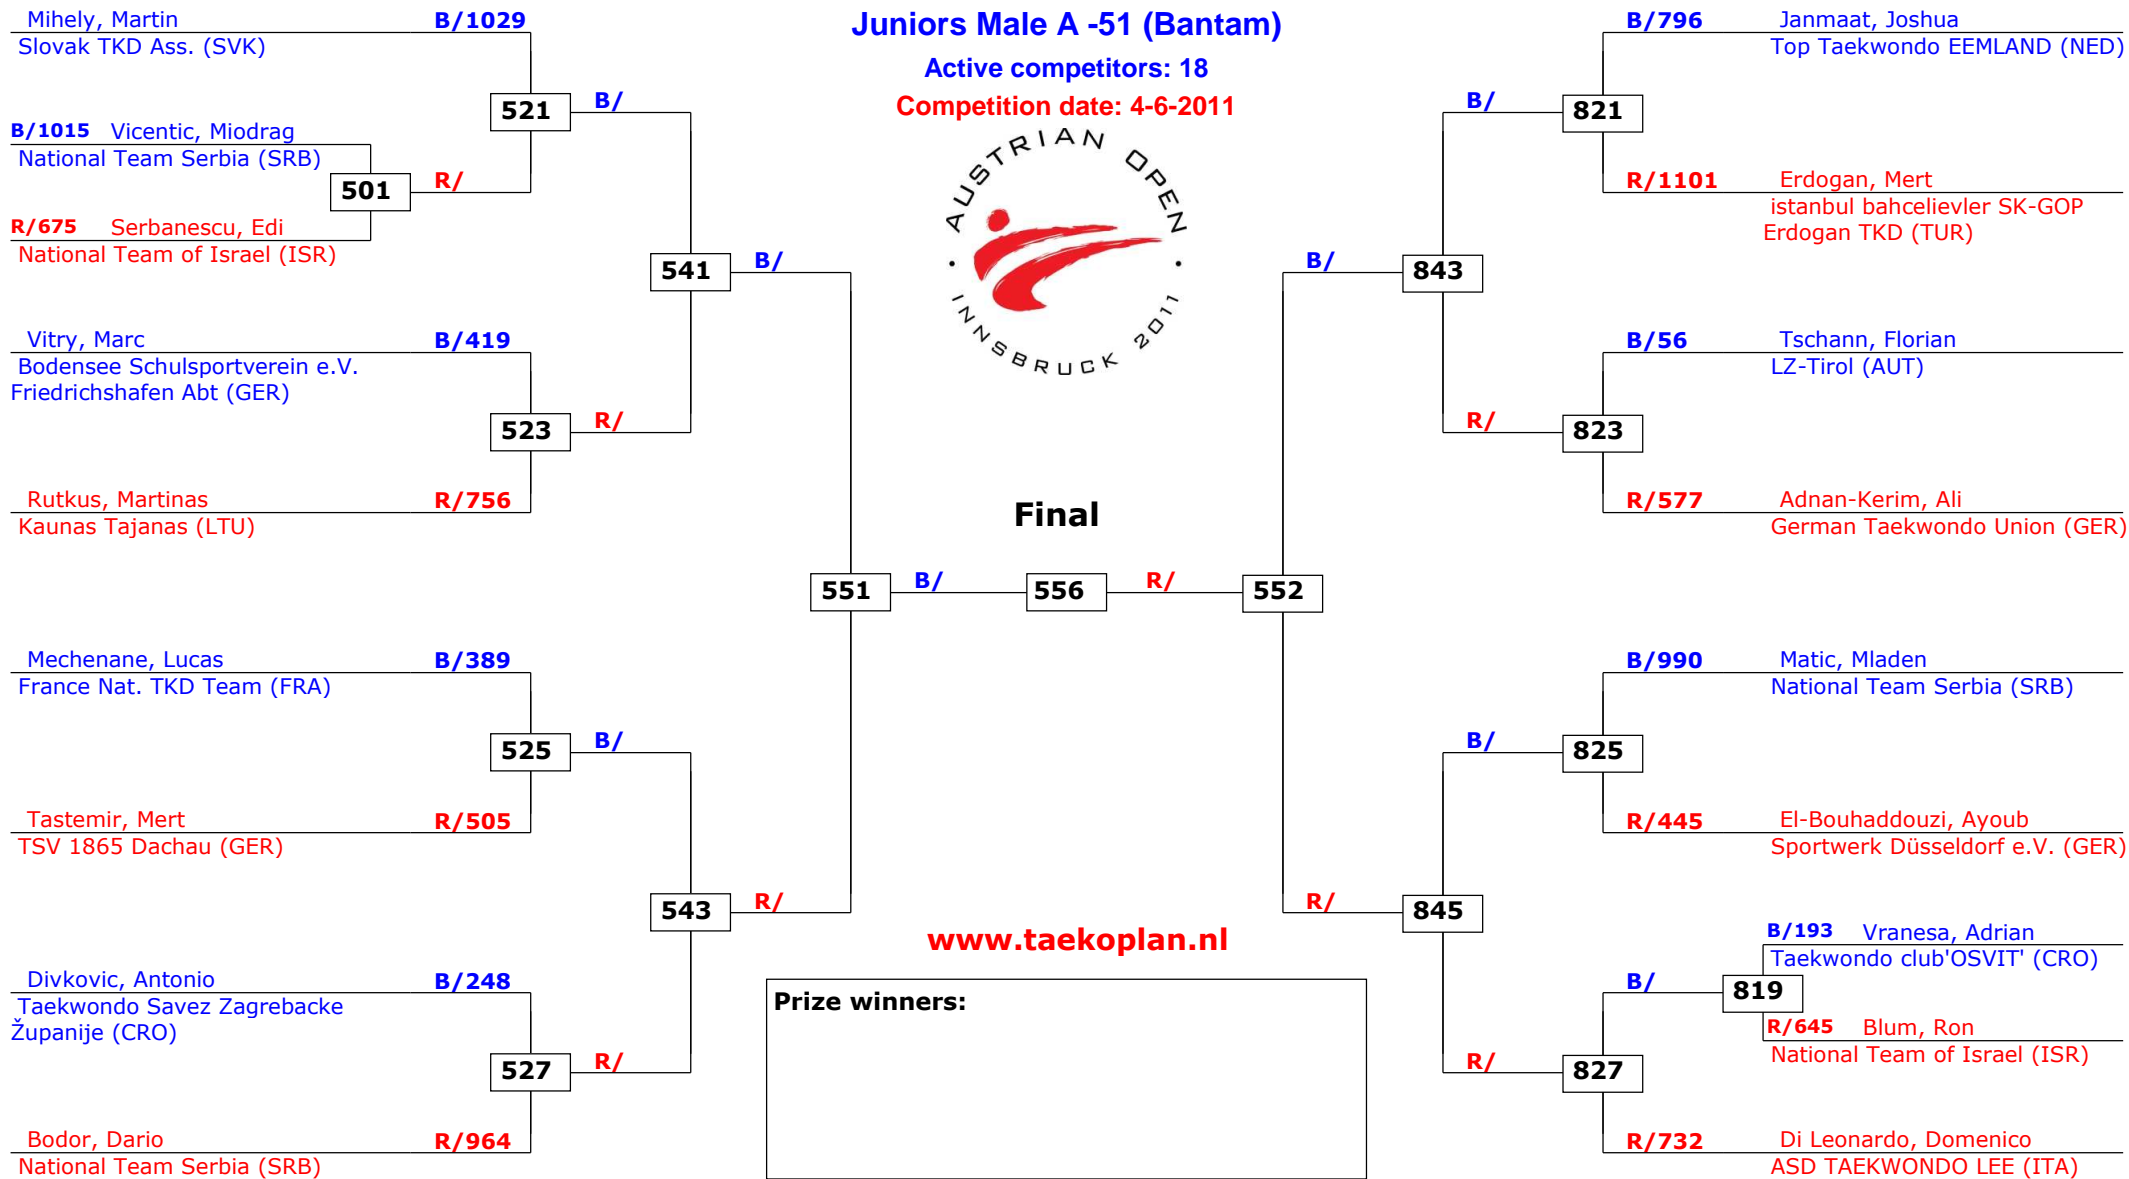 Juniors Male A -51 (Bantam)
Active competitors: 18
Competition date: 4-6-2011
AUSTRIAN OPEN
· INNSBRUCK 2011 ·
Mihely, Martin B/1029
Slovak TKD Ass. (SVK)
521
B/
B/1015 Vicentic, Miodrag
National Team Serbia (SRB)
501
R/
R/675 Serbanescu, Edi
National Team of Israel (ISR)
541
B/
Vitry, Marc B/419
Bodensee Schulsportverein e.V.
Friedrichshafen Abt (GER)
523
R/
Rutkus, Martinas R/756
Kaunas Tajanas (LTU)
551
B/
Mechenane, Lucas B/389
France Nat. TKD Team (FRA)
525
B/
Tastemir, Mert R/505
TSV 1865 Dachau (GER)
543
R/
Divkovic, Antonio B/248
Taekwondo Savez Zagrebacke
Županije (CRO)
527
R/
Bodor, Dario R/964
National Team Serbia (SRB)
Final
556
R/
552
www.taekoplan.nl
Prize winners:
B/796 Janmaat, Joshua
Top Taekwondo EEMLAND (NED)
B/
821
R/1101 Erdogan, Mert
istanbul bahcelievler SK-GOP
Erdogan TKD (TUR)
B/
843
B/56 Tschann, Florian
LZ-Tirol (AUT)
R/
823
R/577 Adnan-Kerim, Ali
German Taekwondo Union (GER)
B/990 Matic, Mladen
National Team Serbia (SRB)
B/
825
R/445 El-Bouhaddouzi, Ayoub
Sportwerk Düsseldorf e.V. (GER)
R/
845
B/193 Vranesa, Adrian
Taekwondo club'OSVIT' (CRO)
B/
819
R/645 Blum, Ron
National Team of Israel (ISR)
R/
827
R/732 Di Leonardo, Domenico
ASD TAEKWONDO LEE (ITA)